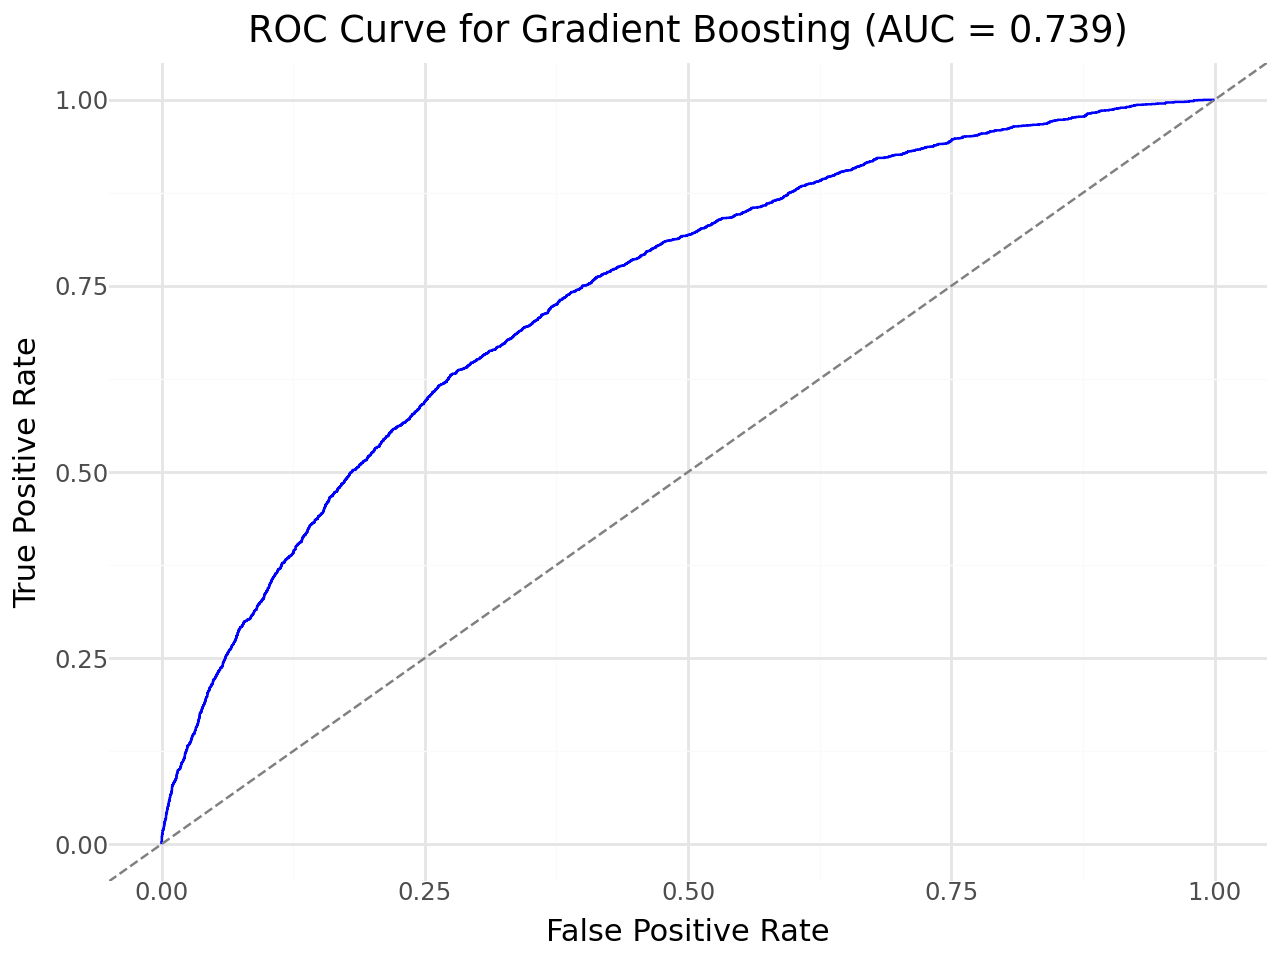 ROC Curve for Gradient Boosting (AUC = 0.739)
True Positive Rate
1.00
0.75
0.50
0.25
0.00
0.00 0.25 0.50 0.75 1.00
False Positive Rate